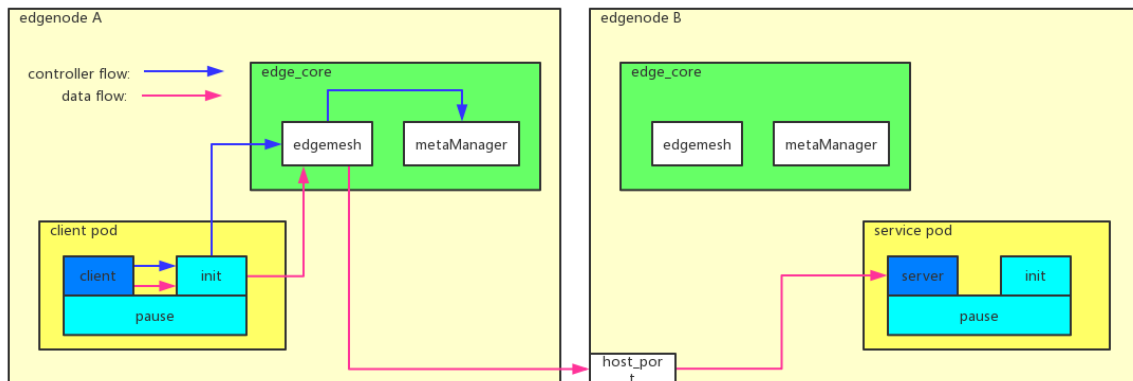 edgenode A
controller flow:
data flow:
edge_core
edgemesh
metaManager
client pod
client
init
pause
edgenode B
edge_core
edgemesh
metaManager
service pod
server
init
pause
host_por
t